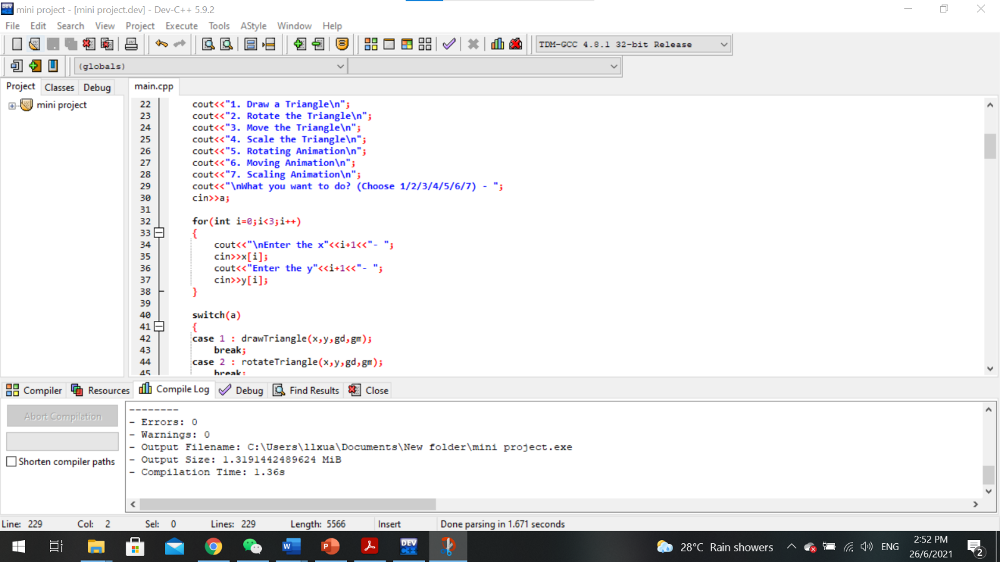 mini project - [mini project.dev] - Dev-C++ 5.9.2
File Edit Search View Project Execute Tools AStyle Window Help
TDM-GCC 4.8.1 32-bit Release
(globals)
Project Classes Debug main.cpp
mini project
22 cout<<"1. Draw a Triangle\n";
23 cout<<"2. Rotate the Triangle\n";
24 cout<<"3. Move the Triangle\n";
25 cout<<"4. Scale the Triangle\n";
26 cout<<"5. Rotating Animation\n";
27 cout<<"6. Moving Animation\n";
28 cout<<"7. Scaling Animation\n";
29 cout<<"\nWhat you want to do? (Choose 1/2/3/4/5/6/7) - ";
30 cin>>a;
31
32 for(int i=0;i<3;i++)
33 {
34 cout<<"\nEnter the x"<<i+1<<"- ";
35 cin>>x[i];
36 cout<<"Enter the y"<<i+1<<"- ";
37 cin>>y[i];
38 }
39
40 switch(a)
41 {
42 case 1 : drawTriangle(x,y,gd,gm);
43 break;
44 case 2 : rotateTriangle(x,y,gd,gm);
45 break;
Compiler Resources Compile Log Debug Find Results Close
Abort Compilation
Shorten compiler paths
--------
- Errors: 0
- Warnings: 0
- Output Filename: C:\Users\llxua\Documents\New folder\mini project.exe
- Output Size: 1.3191442489624 MiB
- Compilation Time: 1.36s
Line: 229 Col: 2 Sel: 0 Lines: 229 Length: 5566 Insert Done parsing in 1.671 seconds
DEV C++
28°C Rain showers ENG 2:52 PM
26/6/2021
2